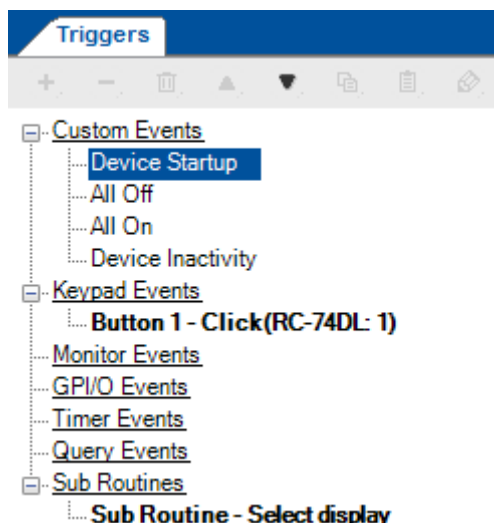 Triggers
Custom Events
Device Startup
All Off
All On
Device Inactivity
Keypad Events
Button 1 - Click(RC-74DL: 1)
Monitor Events
GPI/O Events
Timer Events
Query Events
Sub Routines
Sub Routine - Select display